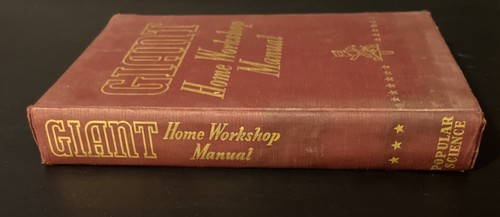 GIANT
Home Workshop
Manual
GIANT
Home Workshop
Manual
POPULAR
SCIENCE